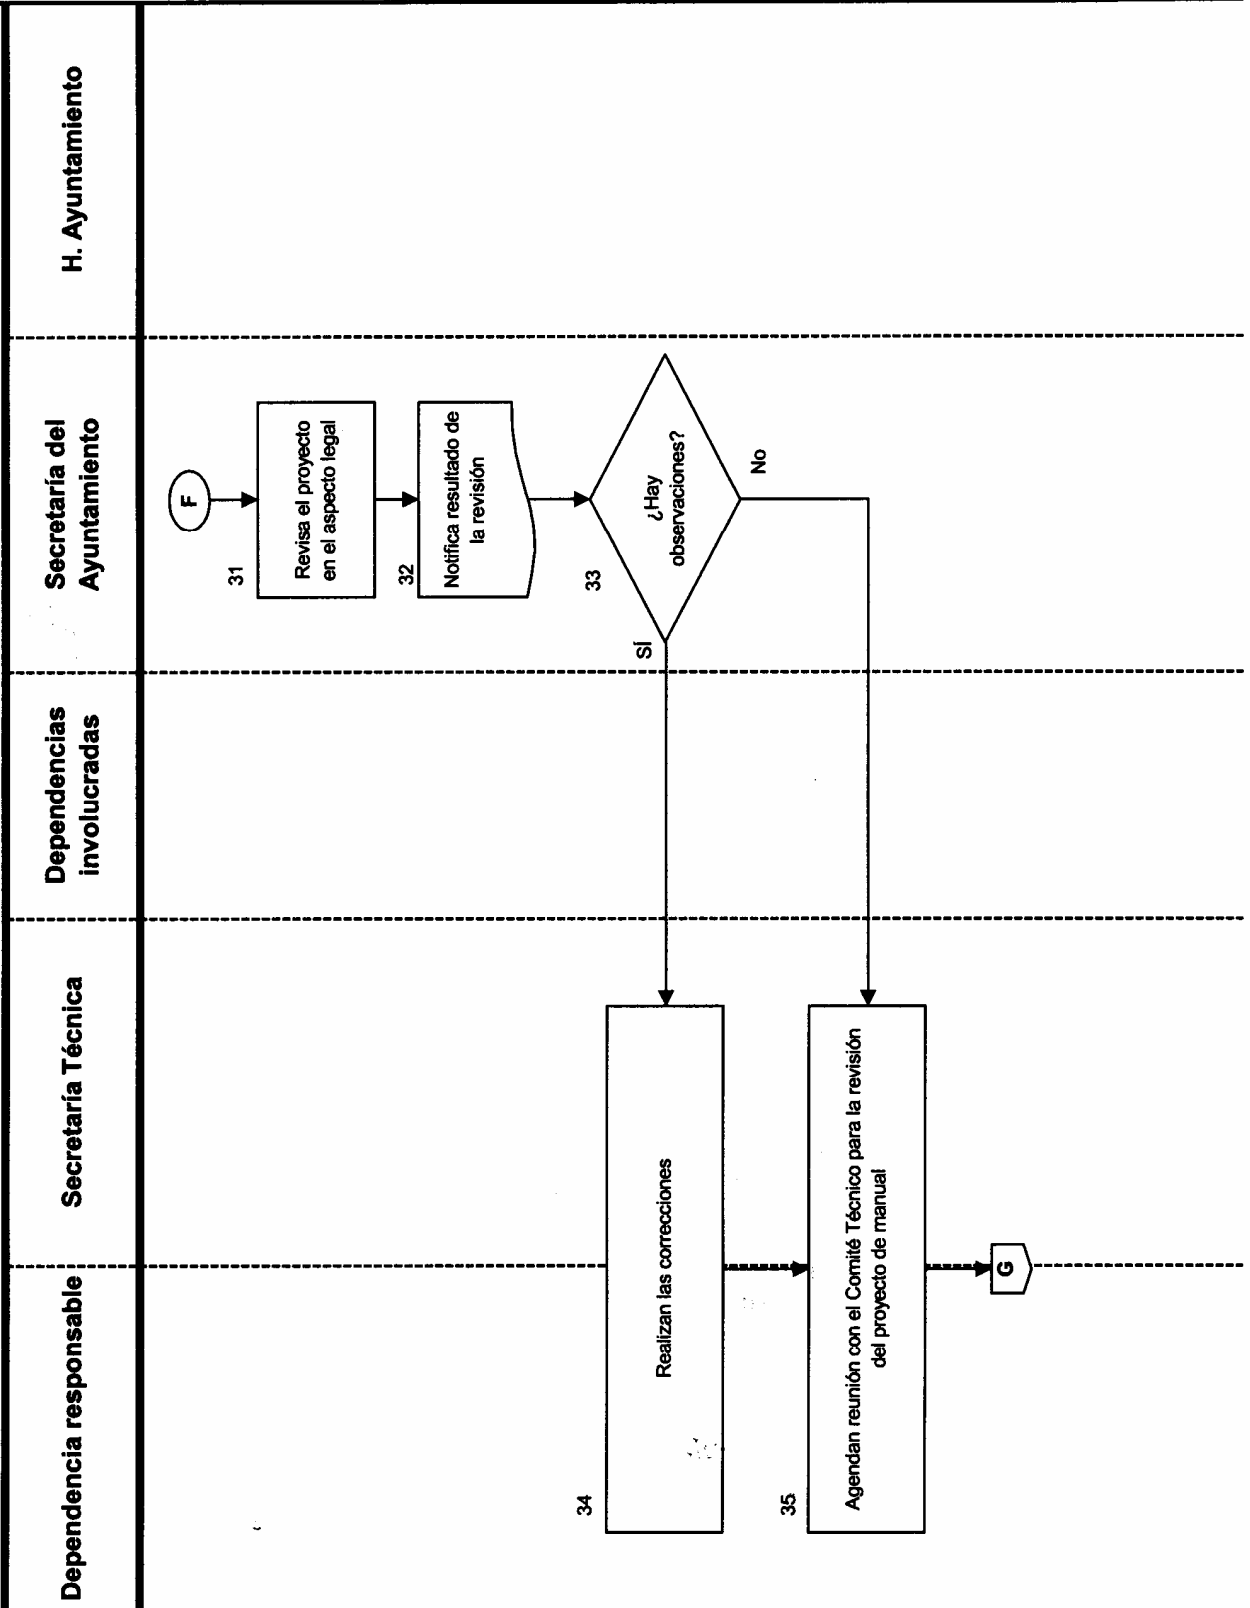 Dependencia responsable
Secretaría Técnica
Dependencias
involucradas
Secretaría del
Ayuntamiento
H. Ayuntamiento
F
31
Revisa el proyecto
en el aspecto legal
32
Notifica resultado de
la revisión
33
¿Hay
observaciones?
SÍ
No
34
Realizan las correcciones
35
Agendan reunión con el Comité Técnico para la revisión
del proyecto de manual
G